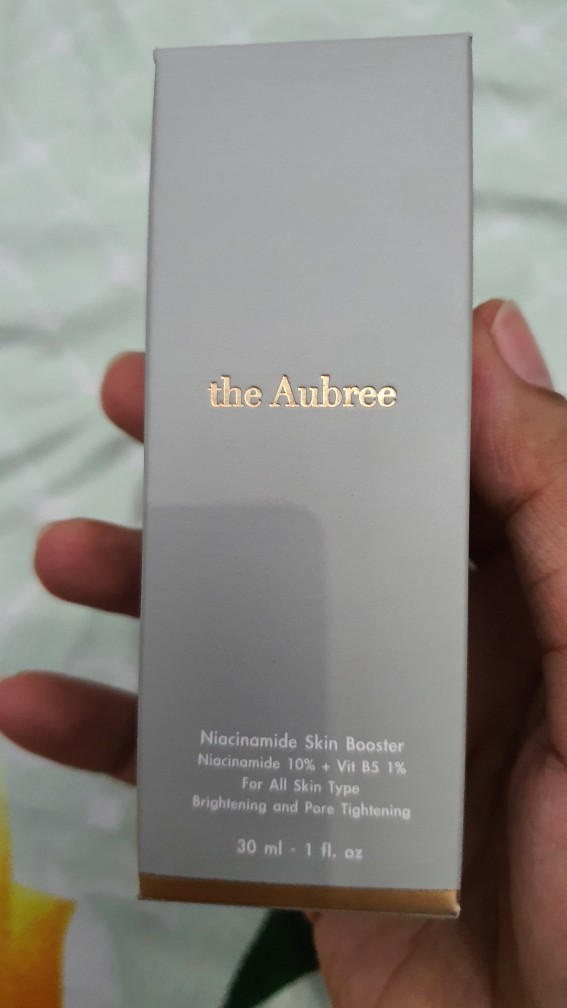 the Aubree
Niacinamide Skin Booster
Niacinamide 10% + Vit B5 1%
For All Skin Type
Brightening and Pore Tightening
30 ml - 1 fl. oz